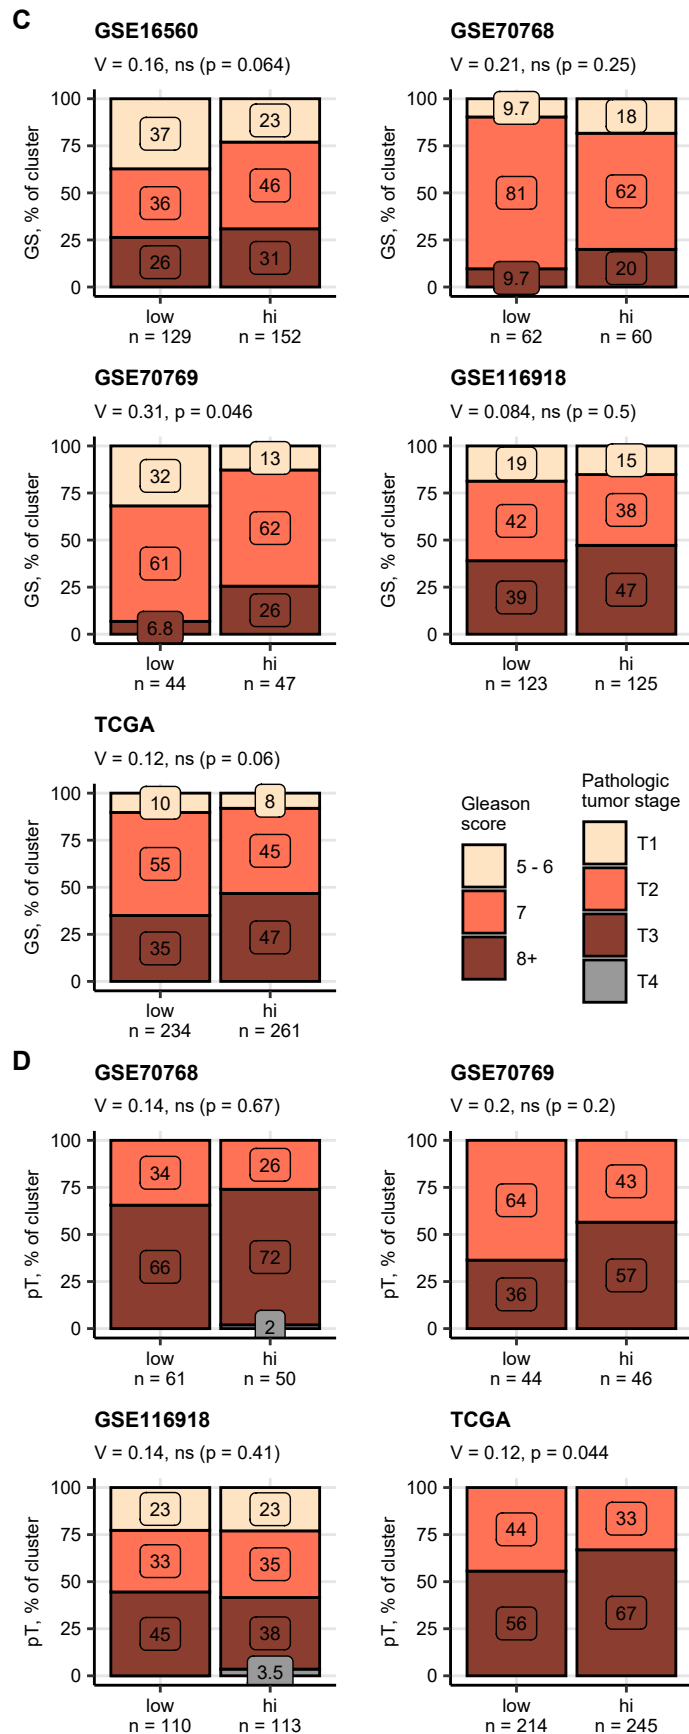 C
GSE16560
V = 0.16, ns (p = 0.064)
GS, % of cluster
100
75
50
25
0
37
36
26
23
46
31
low
n = 129
hi
n = 152
GSE70768
V = 0.21, ns (p = 0.25)
GS, % of cluster
100
75
50
25
0
9.7
81
9.7
18
62
20
low
n = 62
hi
n = 60
GSE70769
V = 0.31, p = 0.046
GS, % of cluster
100
75
50
25
0
32
61
6.8
13
62
26
low
n = 44
hi
n = 47
GSE116918
V = 0.084, ns (p = 0.5)
GS, % of cluster
100
75
50
25
0
19
42
39
15
38
47
low
n = 123
hi
n = 125
TCGA
V = 0.12, ns (p = 0.06)
GS, % of cluster
100
75
50
25
0
10
55
35
8
45
47
low
n = 234
hi
n = 261
Gleason
score
5 - 6
7
8+
Pathologic
tumor stage
T1
T2
T3
T4
D
GSE70768
V = 0.14, ns (p = 0.67)
pT, % of cluster
100
75
50
25
0
34
66
26
72
2
low
n = 61
hi
n = 50
GSE70769
V = 0.2, ns (p = 0.2)
pT, % of cluster
100
75
50
25
0
64
36
43
57
low
n = 44
hi
n = 46
GSE116918
V = 0.14, ns (p = 0.41)
pT, % of cluster
100
75
50
25
0
23
33
45
23
35
38
3.5
low
n = 110
hi
n = 113
TCGA
V = 0.12, p = 0.044
pT, % of cluster
100
75
50
25
0
44
56
33
67
low
n = 214
hi
n = 245